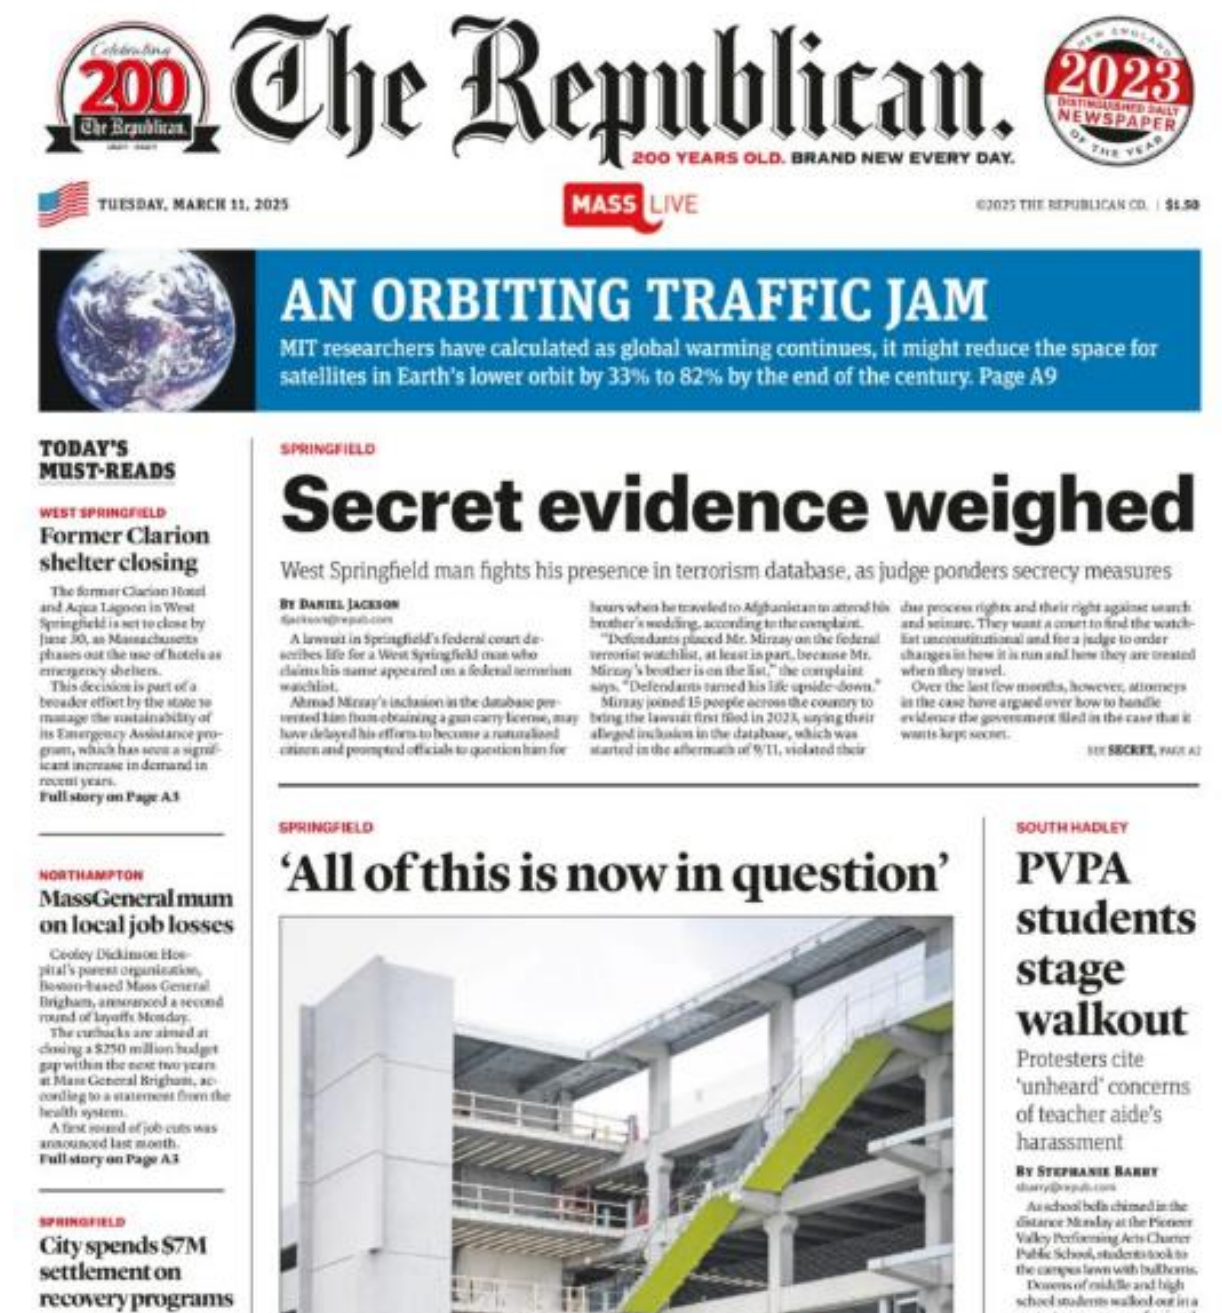 Celebrating
200
The Republican.
The Republican.
200 YEARS OLD. BRAND NEW EVERY DAY.
NEW ENGLAND
2023
DISTINGUISHED DAILY
NEWSPAPER
OF THE YEAR
TUESDAY, MARCH 11, 2025
MASS LIVE
©2025 THE REPUBLICAN CO. | $1.50
AN ORBITING TRAFFIC JAM
MIT researchers have calculated as global warming continues, it might reduce the space for
satellites in Earth's lower orbit by 33% to 82% by the end of the century. Page A9
TODAY'S
MUST-READS
WEST SPRINGFIELD
Former Clarion
shelter closing
The former Clarion Hotel
and Aqua Lagoon in West
Springfield is set to close by
June 30, as Massachusetts
phases out the use of hotels as
emergency shelters.
This decision is part of a
broader effort by the state to
manage the sustainability of
its Emergency Assistance pro-
gram, which has seen a signif-
icant increase in demand in
recent years.
Full story on Page A3
NORTHAMPTON
MassGeneral mum
on local job losses
Cooley Dickinson Hos-
pital's parent organization,
Boston-based Mass General
Brigham, announced a second
round of layoffs Monday.
The cutbacks are aimed at
closing a $250 million budget
gap within the next two years
at Mass General Brigham, ac-
cording to a statement from the
health system.
A first round of job cuts was
announced last month.
Full story on Page A3
SPRINGFIELD
City spends $7M
settlement on
recovery programs
SPRINGFIELD
Secret evidence weighed
West Springfield man fights his presence in terrorism database, as judge ponders secrecy measures
BY DANIEL JACKSON
djackson@repub.com
A lawsuit in Springfield's federal court de-
scribes life for a West Springfield man who
claims his name appeared on a federal terrorism
watchlist.
Ahmad Mirzay's inclusion in the database pre-
vented him from obtaining a gun carry license, may
have delayed his efforts to become a naturalized
citizen and prompted officials to question him for
hours when he traveled to Afghanistan to attend his
brother's wedding, according to the complaint.
"Defendants placed Mr. Mirzay on the federal
terrorist watchlist, at least in part, because Mr.
Mirzay's brother is on the list," the complaint
says. "Defendants turned his life upside-down."
Mirzay joined 15 people across the country to
bring the lawsuit first filed in 2023, saying their
alleged inclusion in the database, which was
started in the aftermath of 9/11, violated their
due process rights and their right against search
and seizure. They want a court to find the watch-
list unconstitutional and for a judge to order
changes in how it is run and how they are treated
when they travel.
Over the last few months, however, attorneys
in the case have argued over how to handle
evidence the government filed in the case that it
wants kept secret.
SEE SECRET, PAGE A2
SPRINGFIELD
'All of this is now in question'
SOUTH HADLEY
PVPA
students
stage
walkout
Protesters cite
'unheard' concerns
of teacher aide's
harassment
BY STEPHANIE BARRY
sbarry@repub.com
As school bells chimed in the
distance Monday at the Pioneer
Valley Performing Arts Charter
Public School, students took to
the campus lawn with bullhorns.
Dozens of middle and high
school students walked out in a